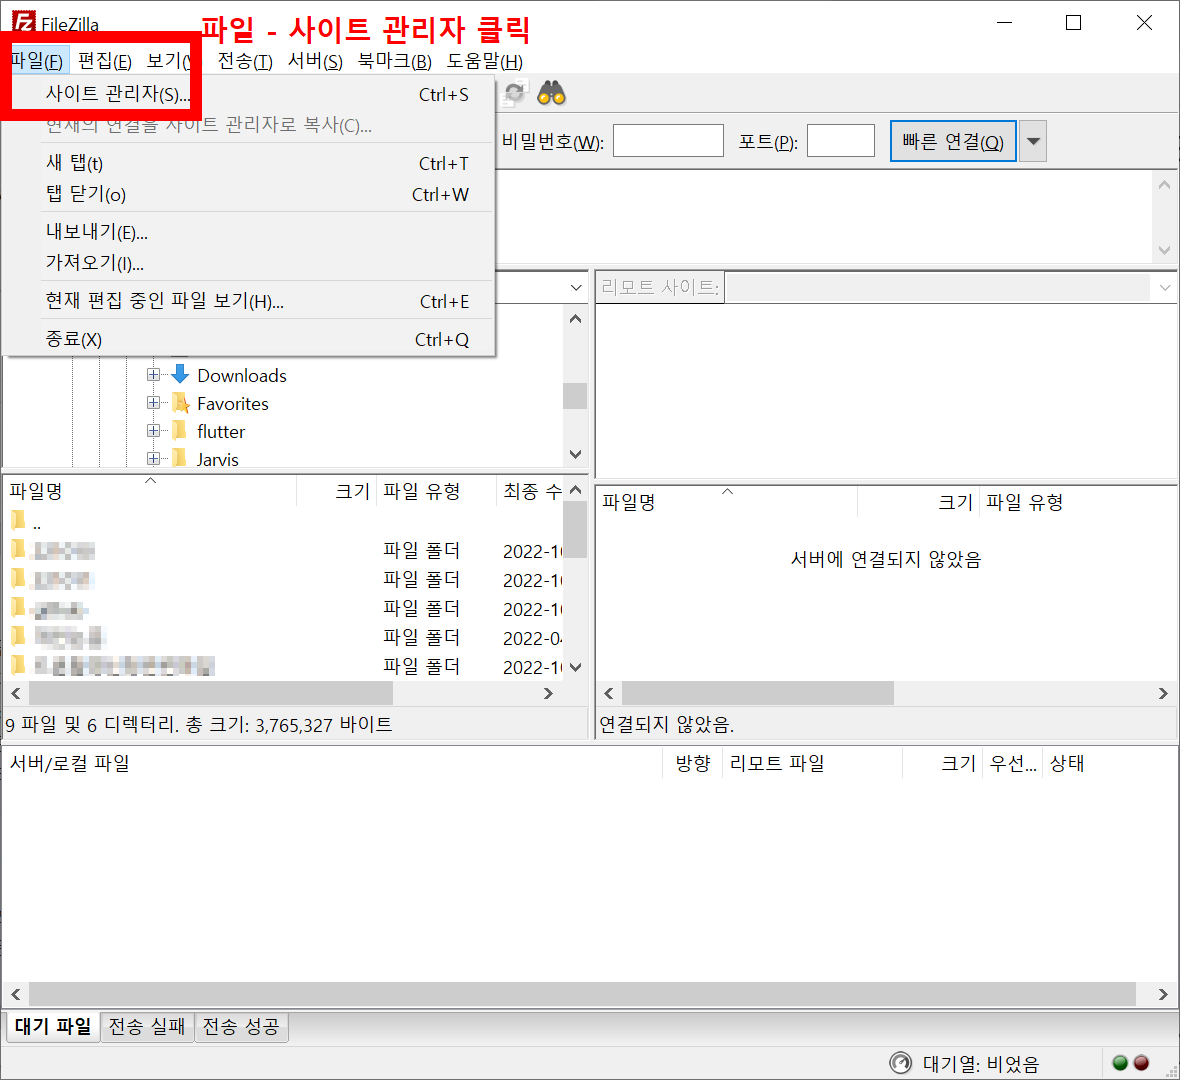 FileZilla
파일 - 사이트 관리자 클릭
파일(F) 편집(E) 보기(V 전송(T) 서버(S) 북마크(B) 도움말(H)
사이트 관리자(S)... Ctrl+S
현재의 연결을 사이트 관리자로 복사(C)...
새 탭(t) Ctrl+T
탭 닫기(o) Ctrl+W
내보내기(E)...
가져오기(I)...
현재 편집 중인 파일 보기(H)... Ctrl+E
종료(X) Ctrl+Q
비밀번호(W): 포트(P): 빠른 연결(Q)
리모트 사이트:
Downloads
Favorites
flutter
Jarvis
파일명 크기 파일 유형 최종 수
..
파일 폴더 2022-10
파일 폴더 2022-10
파일 폴더 2022-10
파일 폴더 2022-04
파일 폴더 2022-10
9 파일 및 6 디렉터리. 총 크기: 3,765,327 바이트
파일명 크기 파일 유형
서버에 연결되지 않았음
연결되지 않았음.
서버/로컬 파일 방향 리모트 파일 크기 우선... 상태
대기 파일 전송 실패 전송 성공
대기열: 비었음